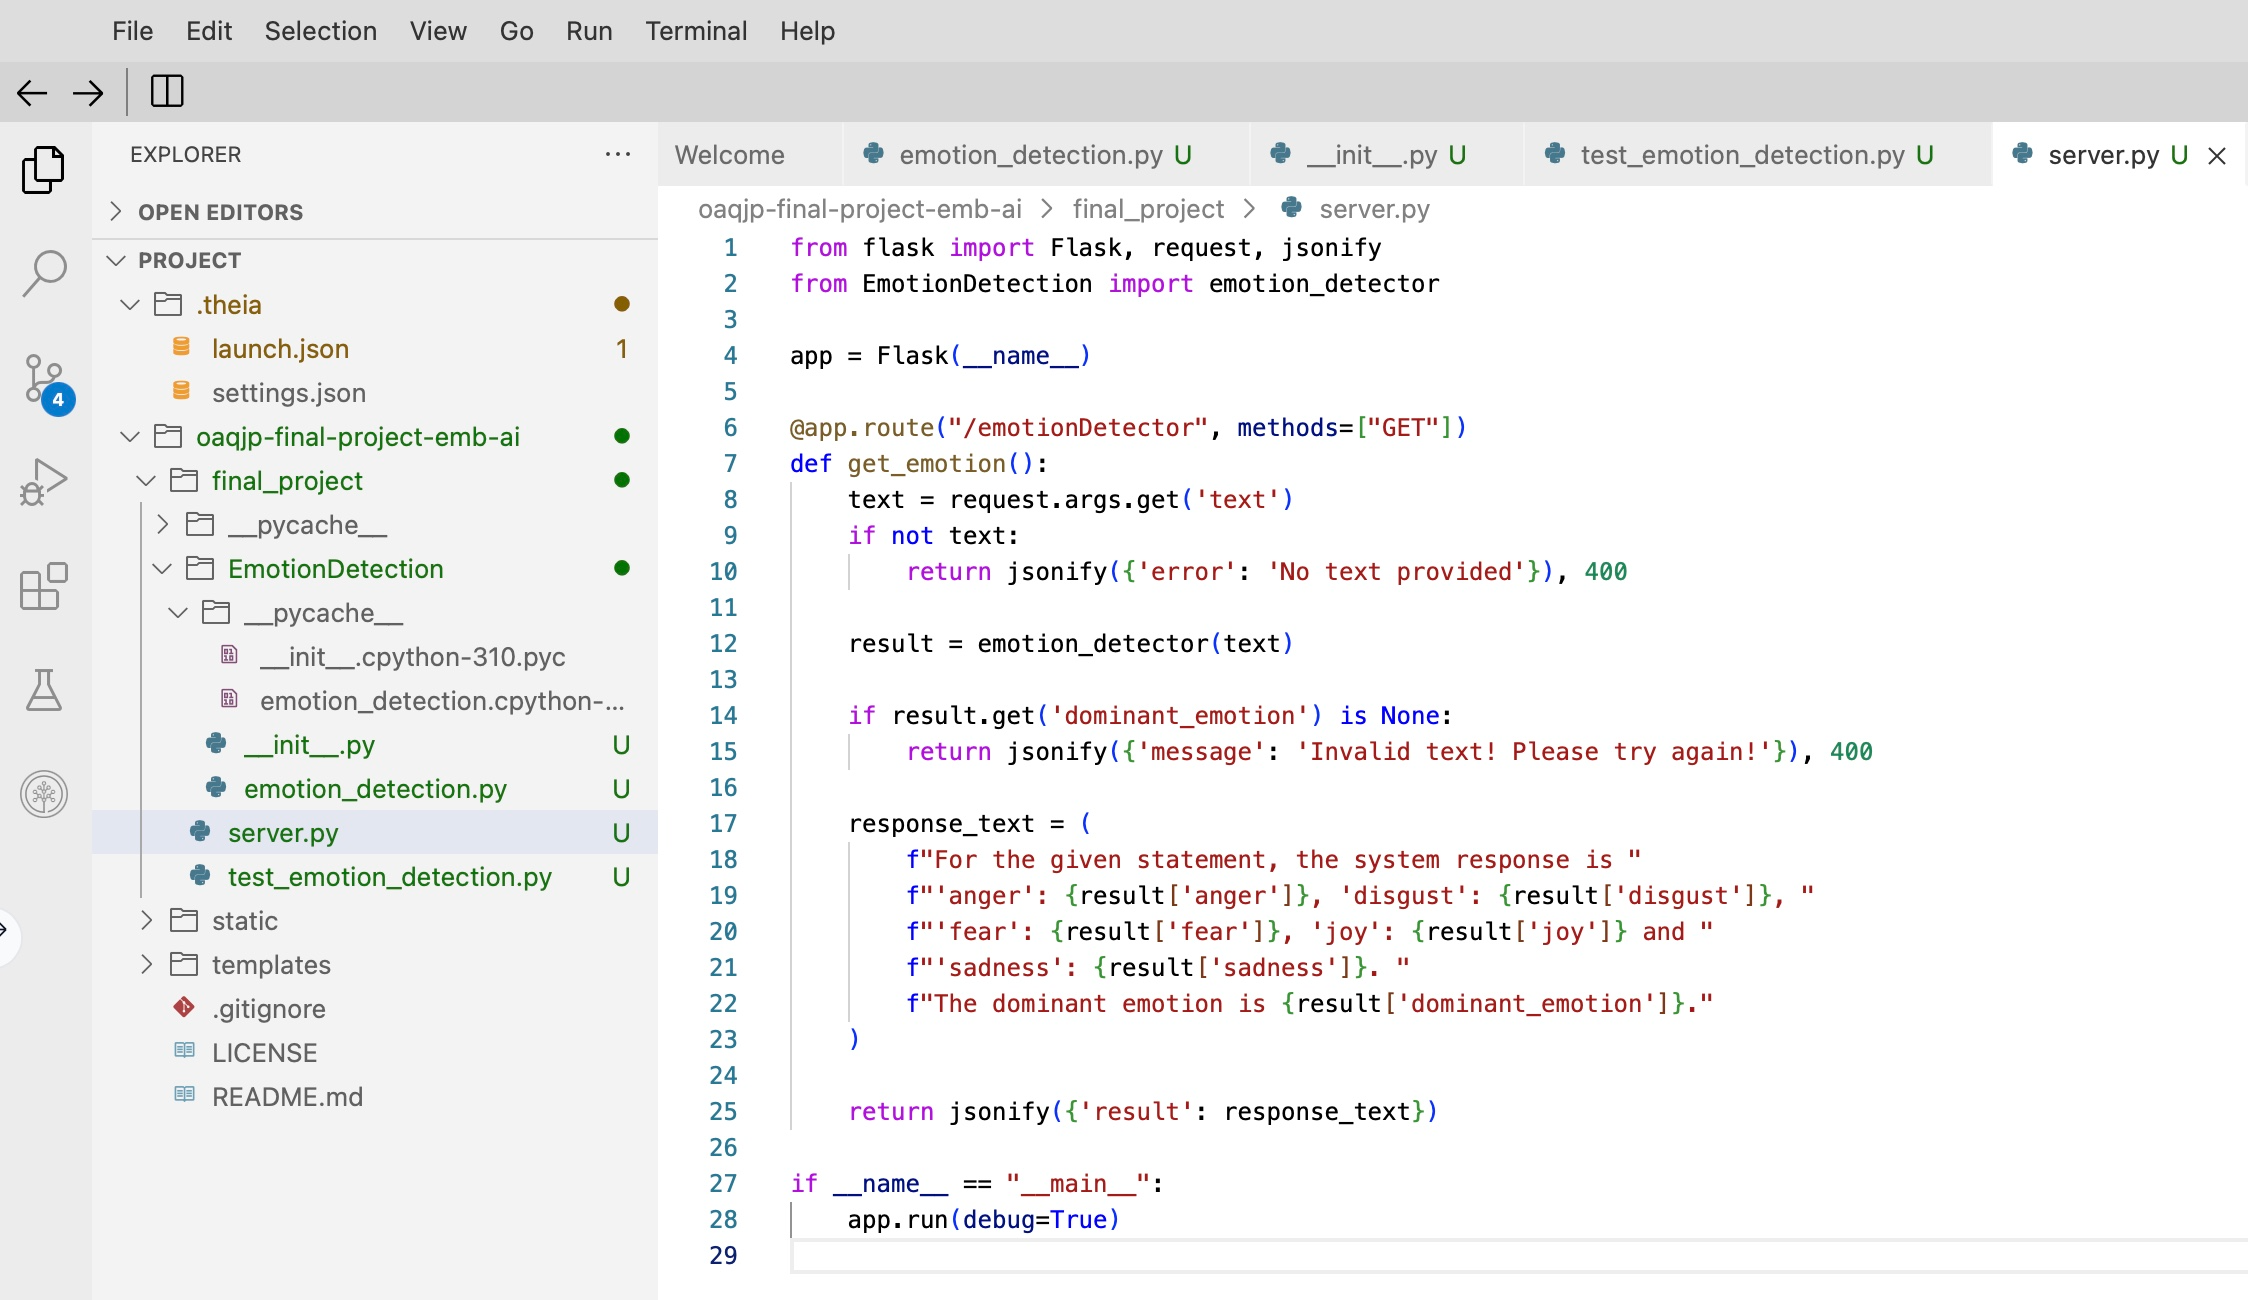 File Edit Selection View Go Run Terminal Help
EXPLORER
OPEN EDITORS
PROJECT
.theia
launch.json 1
settings.json
4
oaqjp-final-project-emb-ai
final_project
__pycache__
EmotionDetection
__pycache__
__init__.cpython-310.pyc
emotion_detection.cpython-...
__init__.py U
emotion_detection.py U
server.py U
test_emotion_detection.py U
static
templates
.gitignore
LICENSE
README.md
Welcome emotion_detection.py U __init__.py U test_emotion_detection.py U server.py U
oaqjp-final-project-emb-ai > final_project > server.py
1 from flask import Flask, request, jsonify
2 from EmotionDetection import emotion_detector
3
4 app = Flask(__name__)
5
6 @app.route("/emotionDetector", methods=["GET"])
7 def get_emotion():
8     text = request.args.get('text')
9     if not text:
10         return jsonify({'error': 'No text provided'}), 400
11
12     result = emotion_detector(text)
13
14     if result.get('dominant_emotion') is None:
15         return jsonify({'message': 'Invalid text! Please try again!'}), 400
16
17     response_text = (
18         f"For the given statement, the system response is "
19         f"'anger': {result['anger']}, 'disgust': {result['disgust']}, "
20         f"'fear': {result['fear']}, 'joy': {result['joy']} and "
21         f"'sadness': {result['sadness']}. "
22         f"The dominant emotion is {result['dominant_emotion']}."
23     )
24
25     return jsonify({'result': response_text})
26
27 if __name__ == "__main__":
28     app.run(debug=True)
29